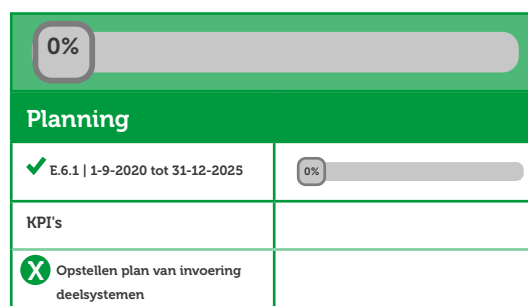 0%
Planning
E.6.1 | 1-9-2020 tot 31-12-2025
0%
KPI's
X Opstellen plan van invoering
deelsystemen